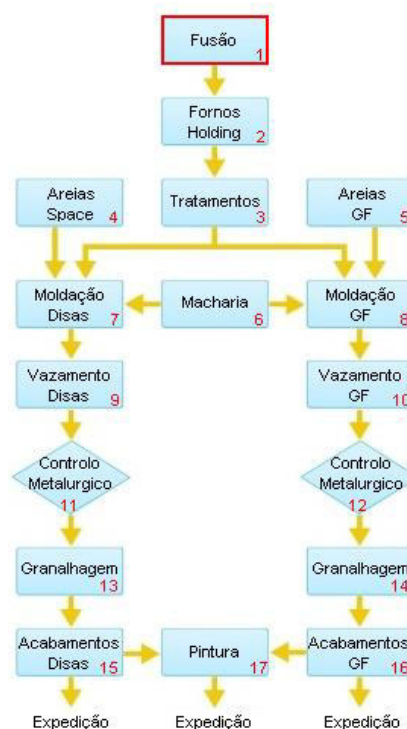 Fusão
1
Fornos
Holding
2
Areias
Space
4
Tratamentos
3
Areias
GF
5
Moldação
Disas
7
Macharia
6
Moldação
GF
8
Vazamento
Disas
9
Vazamento
GF
10
Controlo
Metalurgico
11
Controlo
Metalurgico
12
Granalhagem
13
Granalhagem
14
Acabamentos
Disas
15
Pintura
17
Acabamentos
GF
16
Expedição
Expedição
Expedição